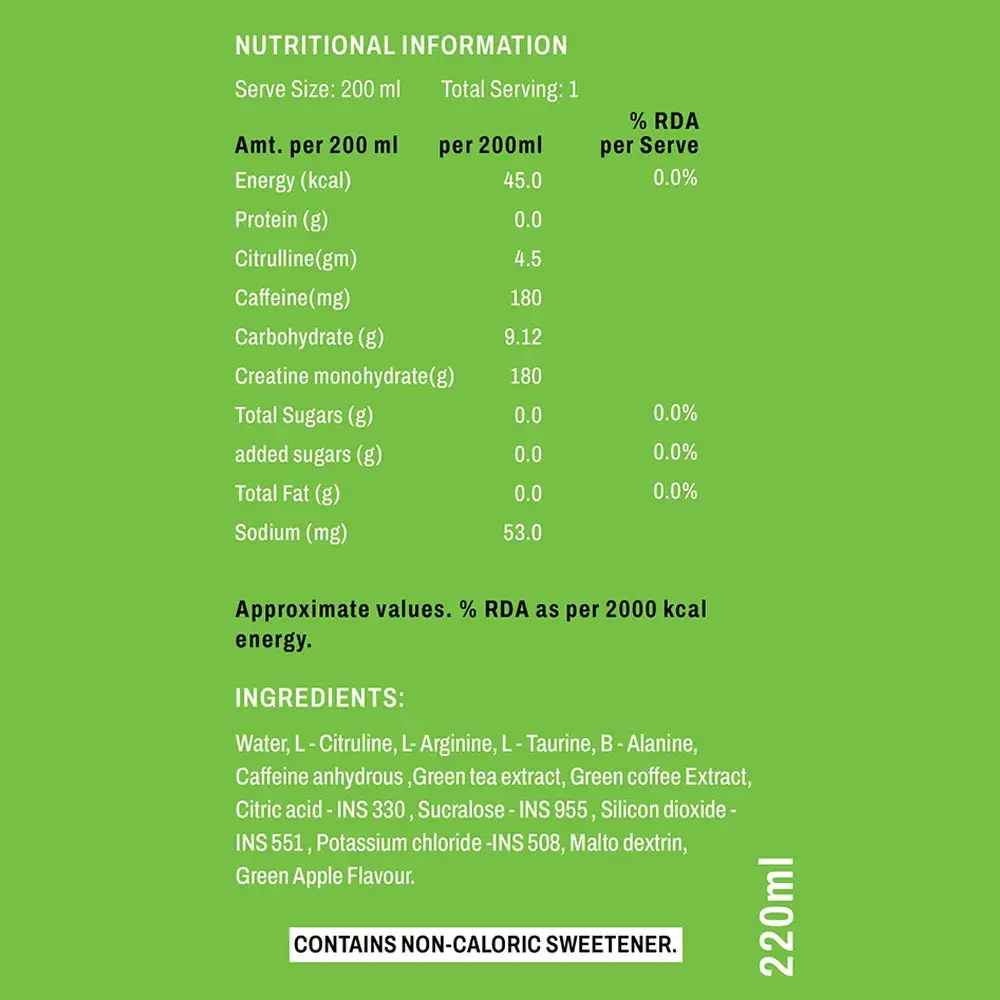 NUTRITIONAL INFORMATION
Serve Size: 200 ml Total Serving: 1
Amt. per 200 ml per 200ml % RDA per Serve
Energy (kcal) 45.0 0.0%
Protein (g) 0.0
Citrulline(gm) 4.5
Caffeine(mg) 180
Carbohydrate (g) 9.12
Creatine monohydrate(g) 180
Total Sugars (g) 0.0 0.0%
added sugars (g) 0.0 0.0%
Total Fat (g) 0.0 0.0%
Sodium (mg) 53.0
Approximate values. % RDA as per 2000 kcal
energy.
INGREDIENTS:
Water, L - Citruline, L- Arginine, L - Taurine, B - Alanine,
Caffeine anhydrous ,Green tea extract, Green coffee Extract,
Citric acid - INS 330 , Sucralose - INS 955 , Silicon dioxide -
INS 551 , Potassium chloride -INS 508, Malto dextrin,
Green Apple Flavour.
CONTAINS NON-CALORIC SWEETENER.
220ml